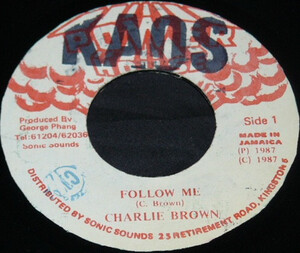 RAOS
Produced By
George Phang
Tel: 61204/62036
Sonic Sounds
Side 1
MADE IN
JAMAICA
(P) 1987
(C) 1987
FOLLOW ME
(C. Brown)
CHARLIE BROWN
DISTRIBUTED BY SONIC SOUNDS 25 RETIREMENT ROAD, KINGSTON 5